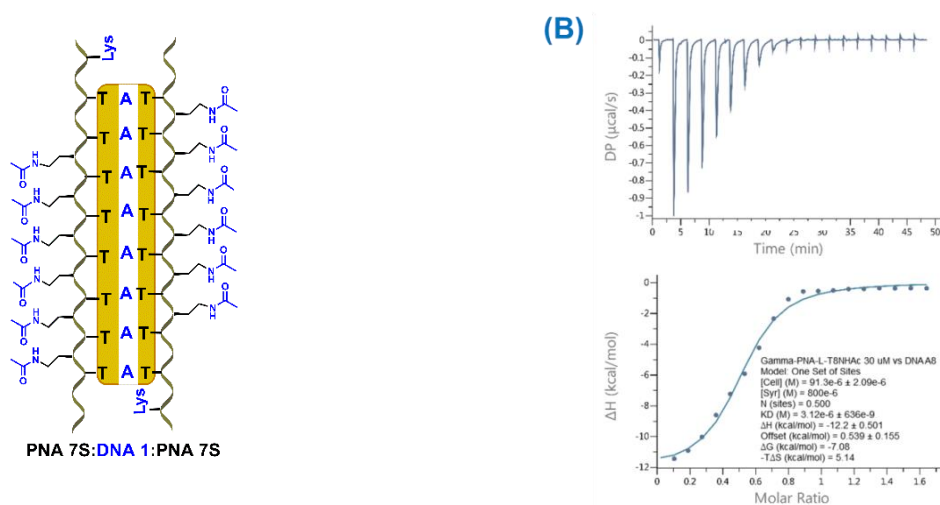 (B)
Lys
T A T
O
N
H
T A T
H
N
O
O
N
H
T A T
H
N
O
O
N
H
T A T
H
N
O
O
N
H
T A T
H
N
O
O
N
H
T A T
H
N
O
O
N
H
T A T
H
N
O
T A T
Lys
PNA 7S:DNA 1:PNA 7S
DP (µcal/s)
0
-0.1
-0.2
-0.3
-0.4
-0.5
-0.6
-0.7
-0.8
-0.9
-1
0 5 10 15 20 25 30 35 40 45 50
Time (min)
ΔH (kcal/mol)
0
-2
-4
-6
-8
-10
-12
Gamma-PNA-L-T8NHAc 30 uM vs DNA A8
Model: One Set of Sites
[Cell] (M) = 91.3e-6 ± 2.09e-6
[Syr] (M) = 800e-6
N (sites) = 0.500
KD (M) = 3.12e-6 ± 636e-9
ΔH (kcal/mol) = -12.2 ± 0.501
Offset (kcal/mol) = 0.539 ± 0.155
ΔG (kcal/mol) = -7.08
-TΔS (kcal/mol) = 5.14
0 0.2 0.4 0.6 0.8 1 1.2 1.4 1.6
Molar Ratio